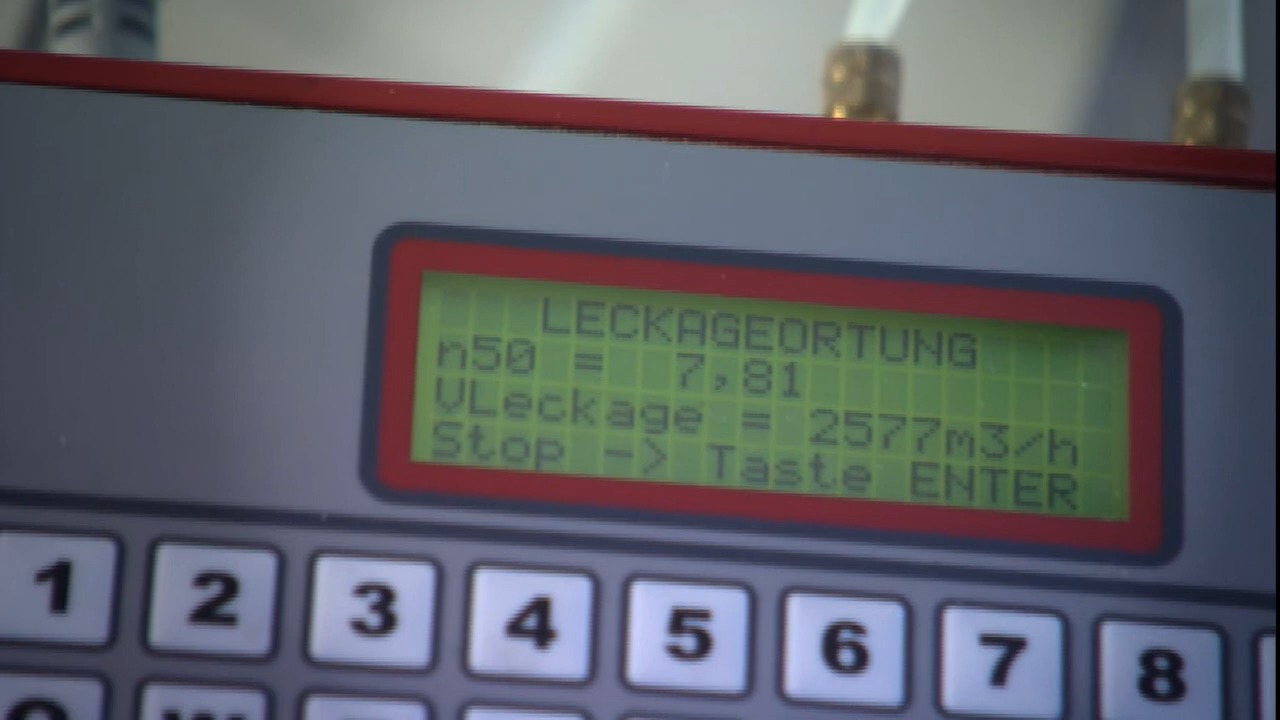 LECKAGEORTUNG
n50 = 7,81
VLeckage = 2577m3/h
Stop -> Taste ENTER
1 2 3 4 5 6 7 8